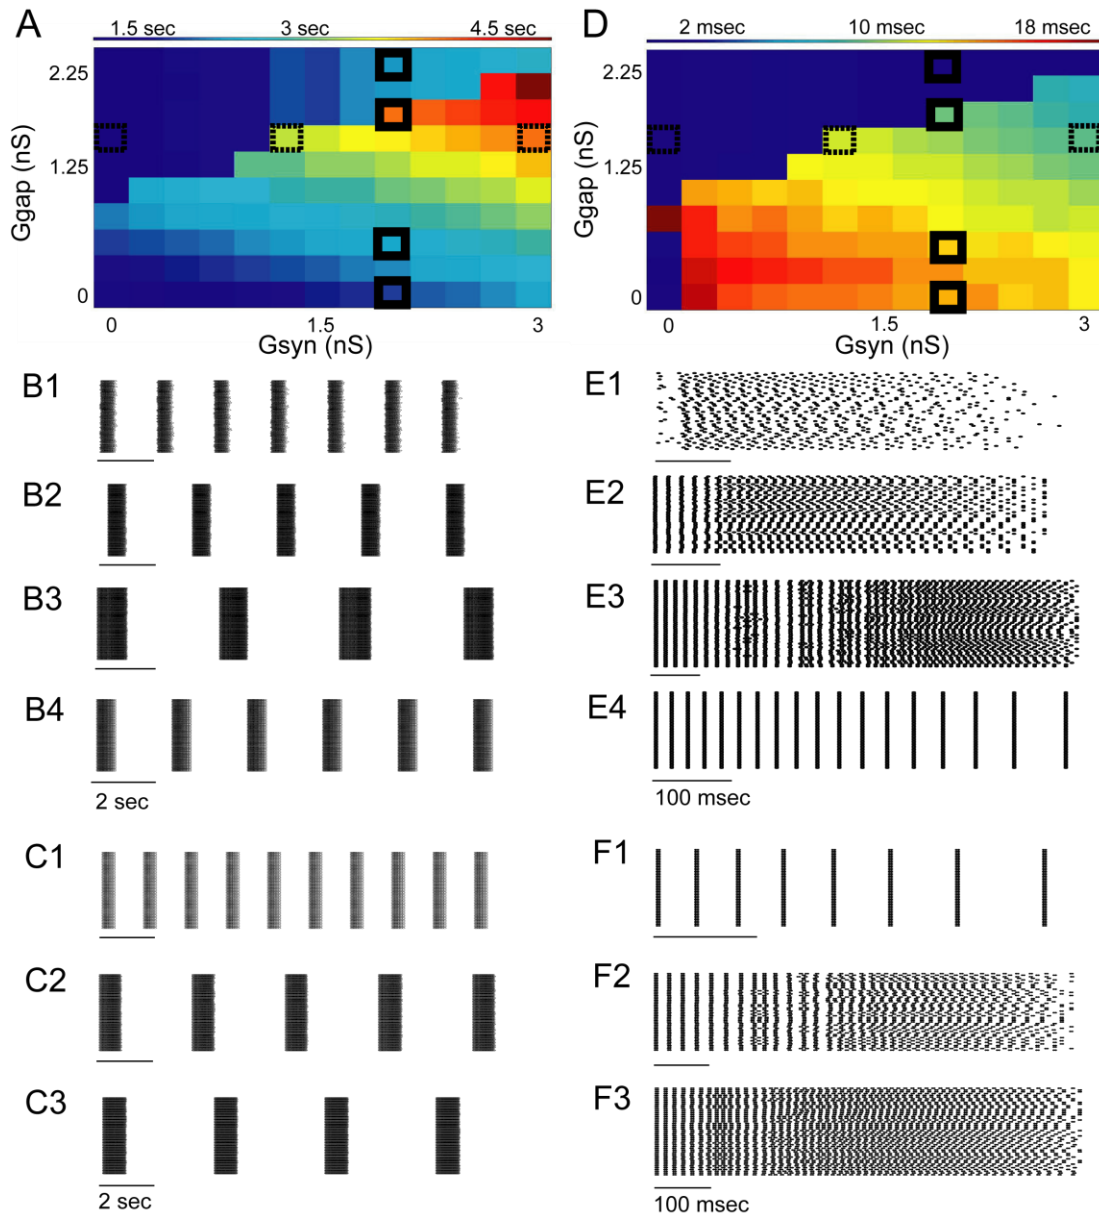 A
1.5 sec 3 sec 4.5 sec
2.25
1.25
0
Ggap (nS)
0 1.5 3
Gsyn (nS)
D
2 msec 10 msec 18 msec
2.25
1.25
0
Ggap (nS)
0 1.5 3
Gsyn (nS)
B1
B2
B3
B4
2 sec
E1
E2
E3
E4
100 msec
C1
C2
C3
2 sec
F1
F2
F3
100 msec